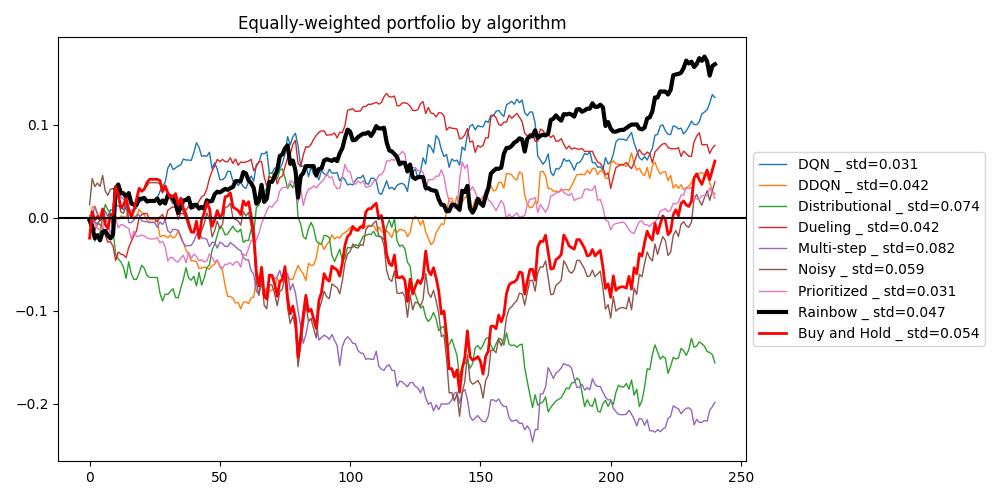 Equally-weighted portfolio by algorithm
0.1
0.0
−0.1
−0.2
0
50
100
150
200
250
DQN _ std=0.031
DDQN _ std=0.042
Distributional _ std=0.074
Dueling _ std=0.042
Multi-step _ std=0.082
Noisy _ std=0.059
Prioritized _ std=0.031
Rainbow _ std=0.047
Buy and Hold _ std=0.054